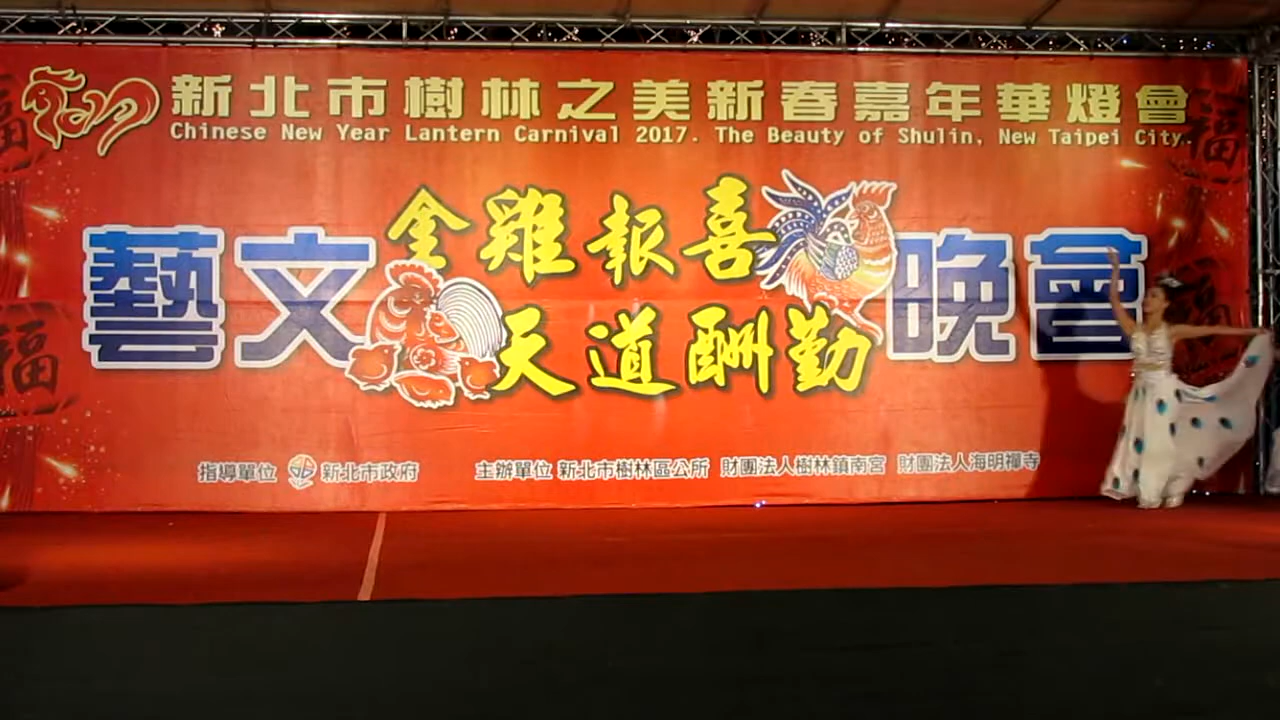 新北市樹林之美新春嘉年華燈會
Chinese New Year Lantern Carnival 2017. The Beauty of Shulin, New Taipei City.
藝文 金雞報喜 晚會
天道酬勤
指導單位 新北市政府 主辦單位 新北市樹林區公所 財團法人樹林鎮南宮 財團法人海明禪寺
福
福
福